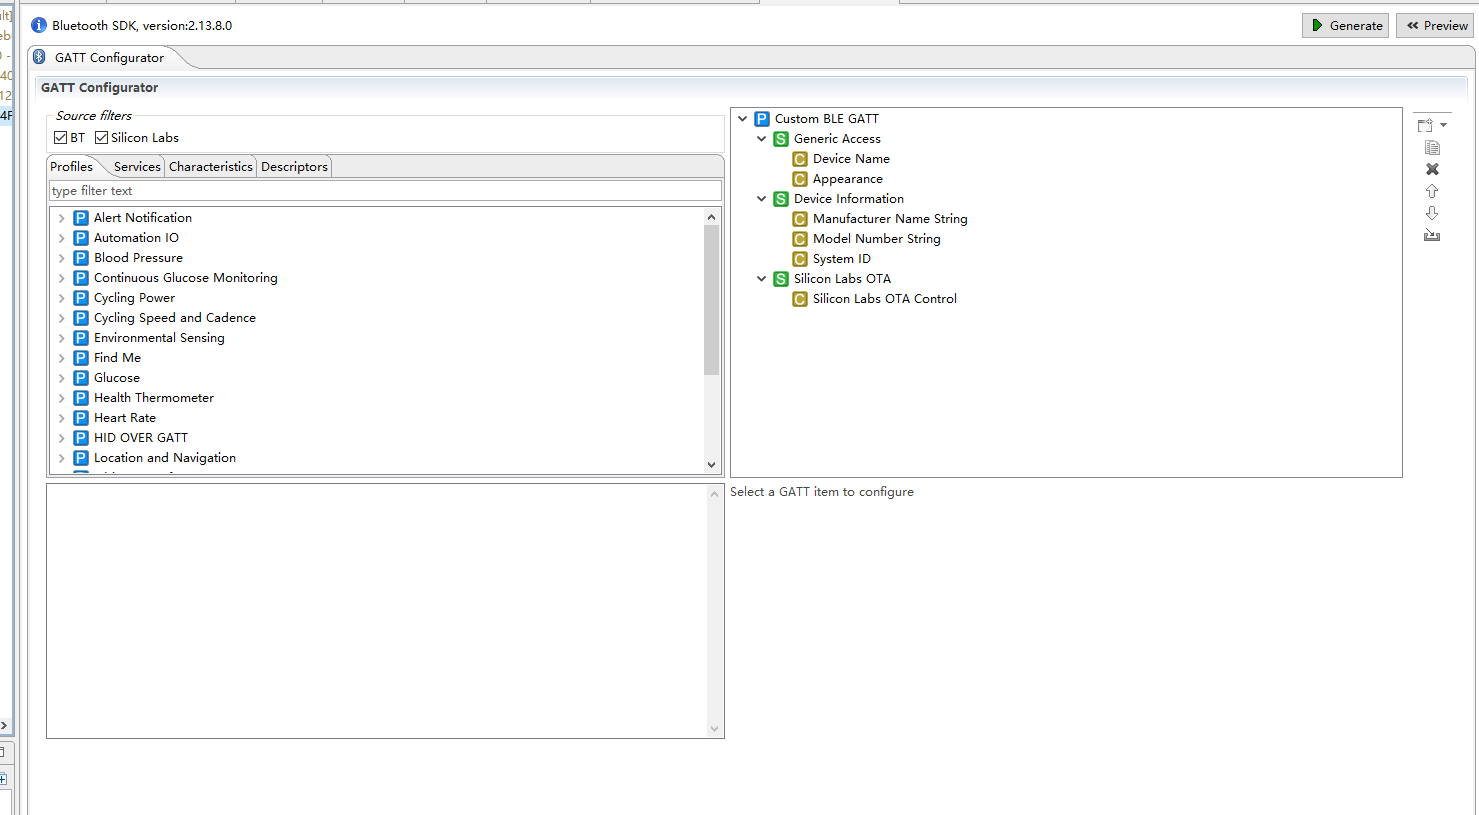 Bluetooth SDK, version:2.13.8.0
Generate
Preview
GATT Configurator
GATT Configurator
Source filters
BT
Silicon Labs
Profiles
Services
Characteristics
Descriptors
type filter text
Alert Notification
Automation IO
Blood Pressure
Continuous Glucose Monitoring
Cycling Power
Cycling Speed and Cadence
Environmental Sensing
Find Me
Glucose
Health Thermometer
Heart Rate
HID OVER GATT
Location and Navigation
Custom BLE GATT
Generic Access
Device Name
Appearance
Device Information
Manufacturer Name String
Model Number String
System ID
Silicon Labs OTA
Silicon Labs OTA Control
Select a GATT item to configure